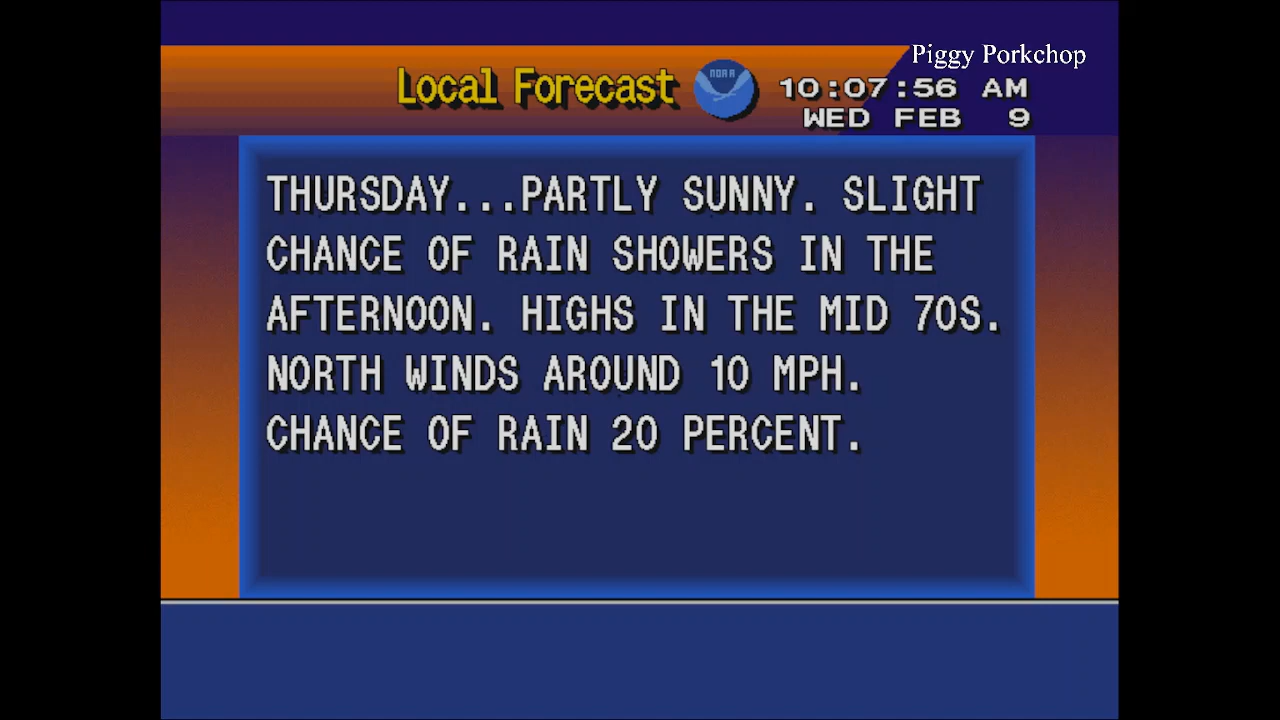 Piggy Porkchop
Local Forecast
NOAA
10:07:56 AM
WED FEB 9
THURSDAY...PARTLY SUNNY. SLIGHT
CHANCE OF RAIN SHOWERS IN THE
AFTERNOON. HIGHS IN THE MID 70S.
NORTH WINDS AROUND 10 MPH.
CHANCE OF RAIN 20 PERCENT.